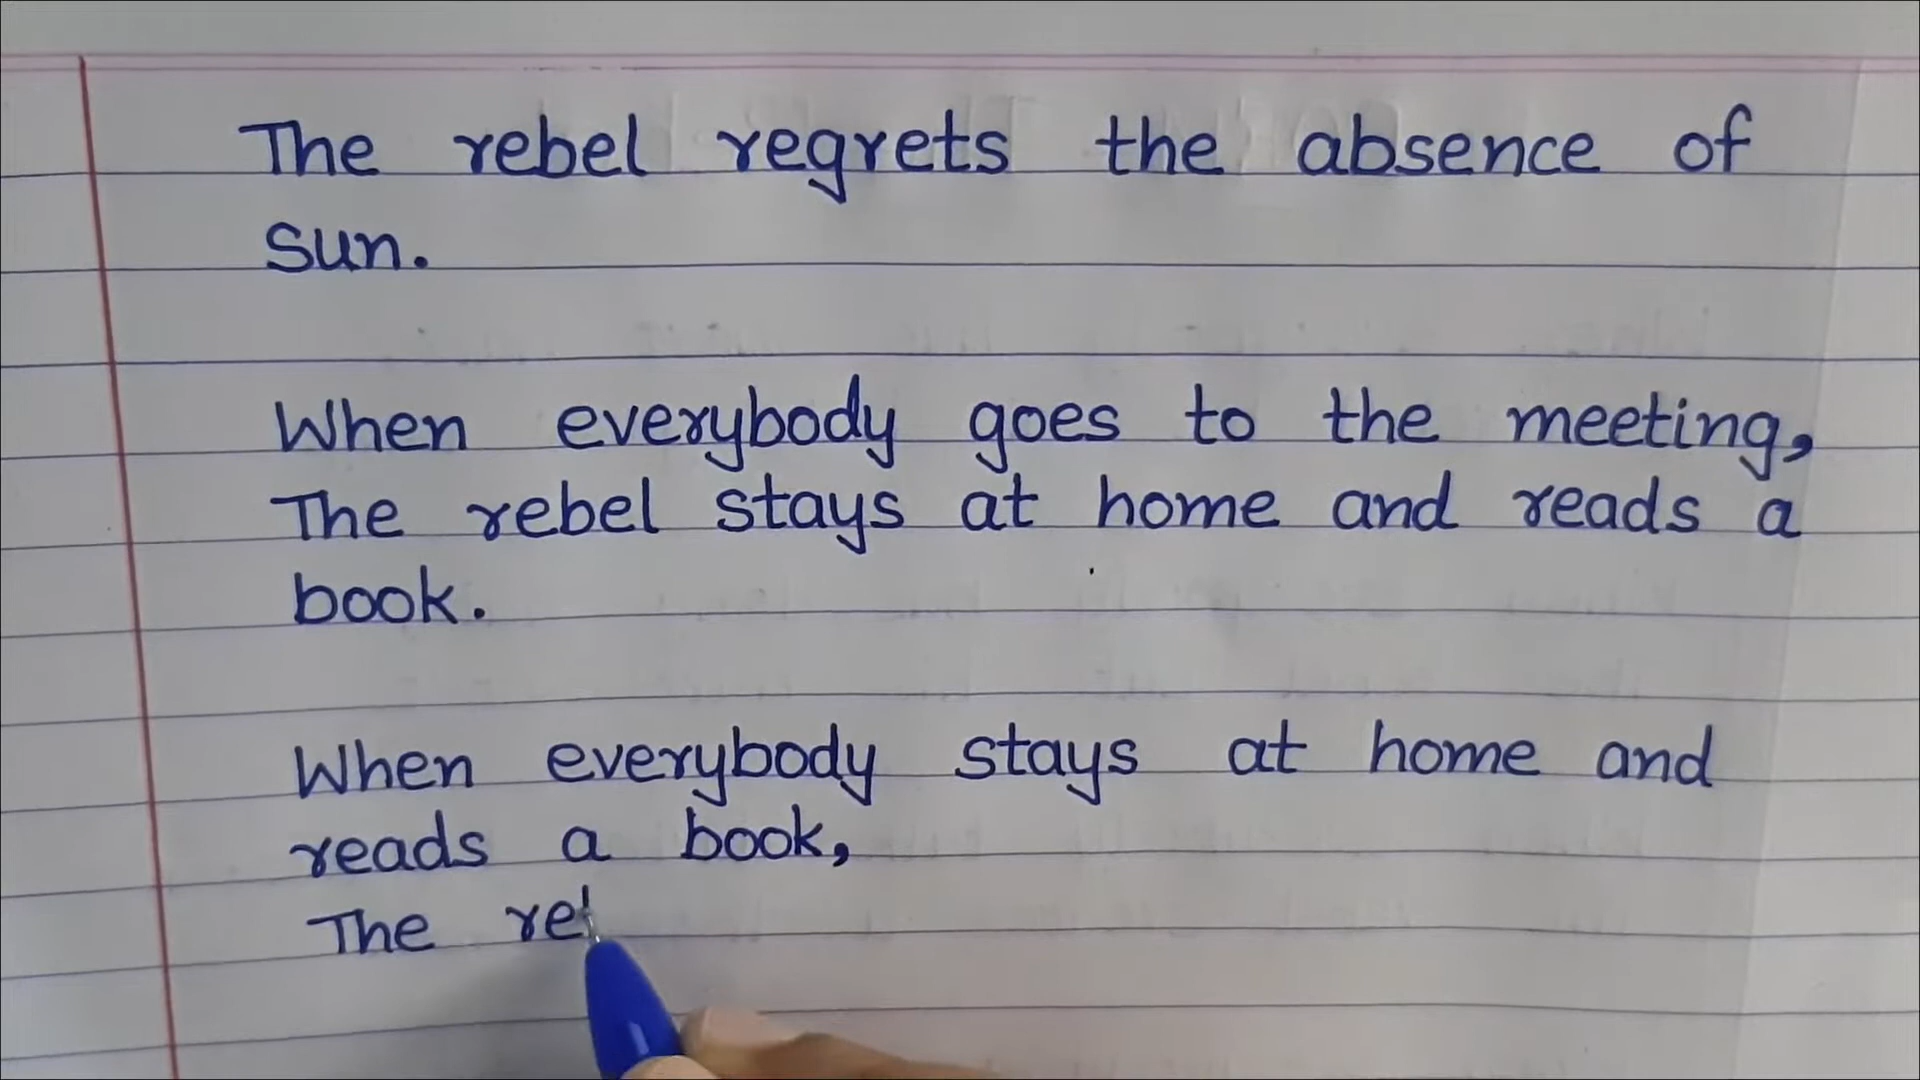 The rebel regrets the absence of
sun.
When everybody goes to the meeting,
The rebel stays at home and reads a
book.
When everybody stays at home and
reads a book,
The